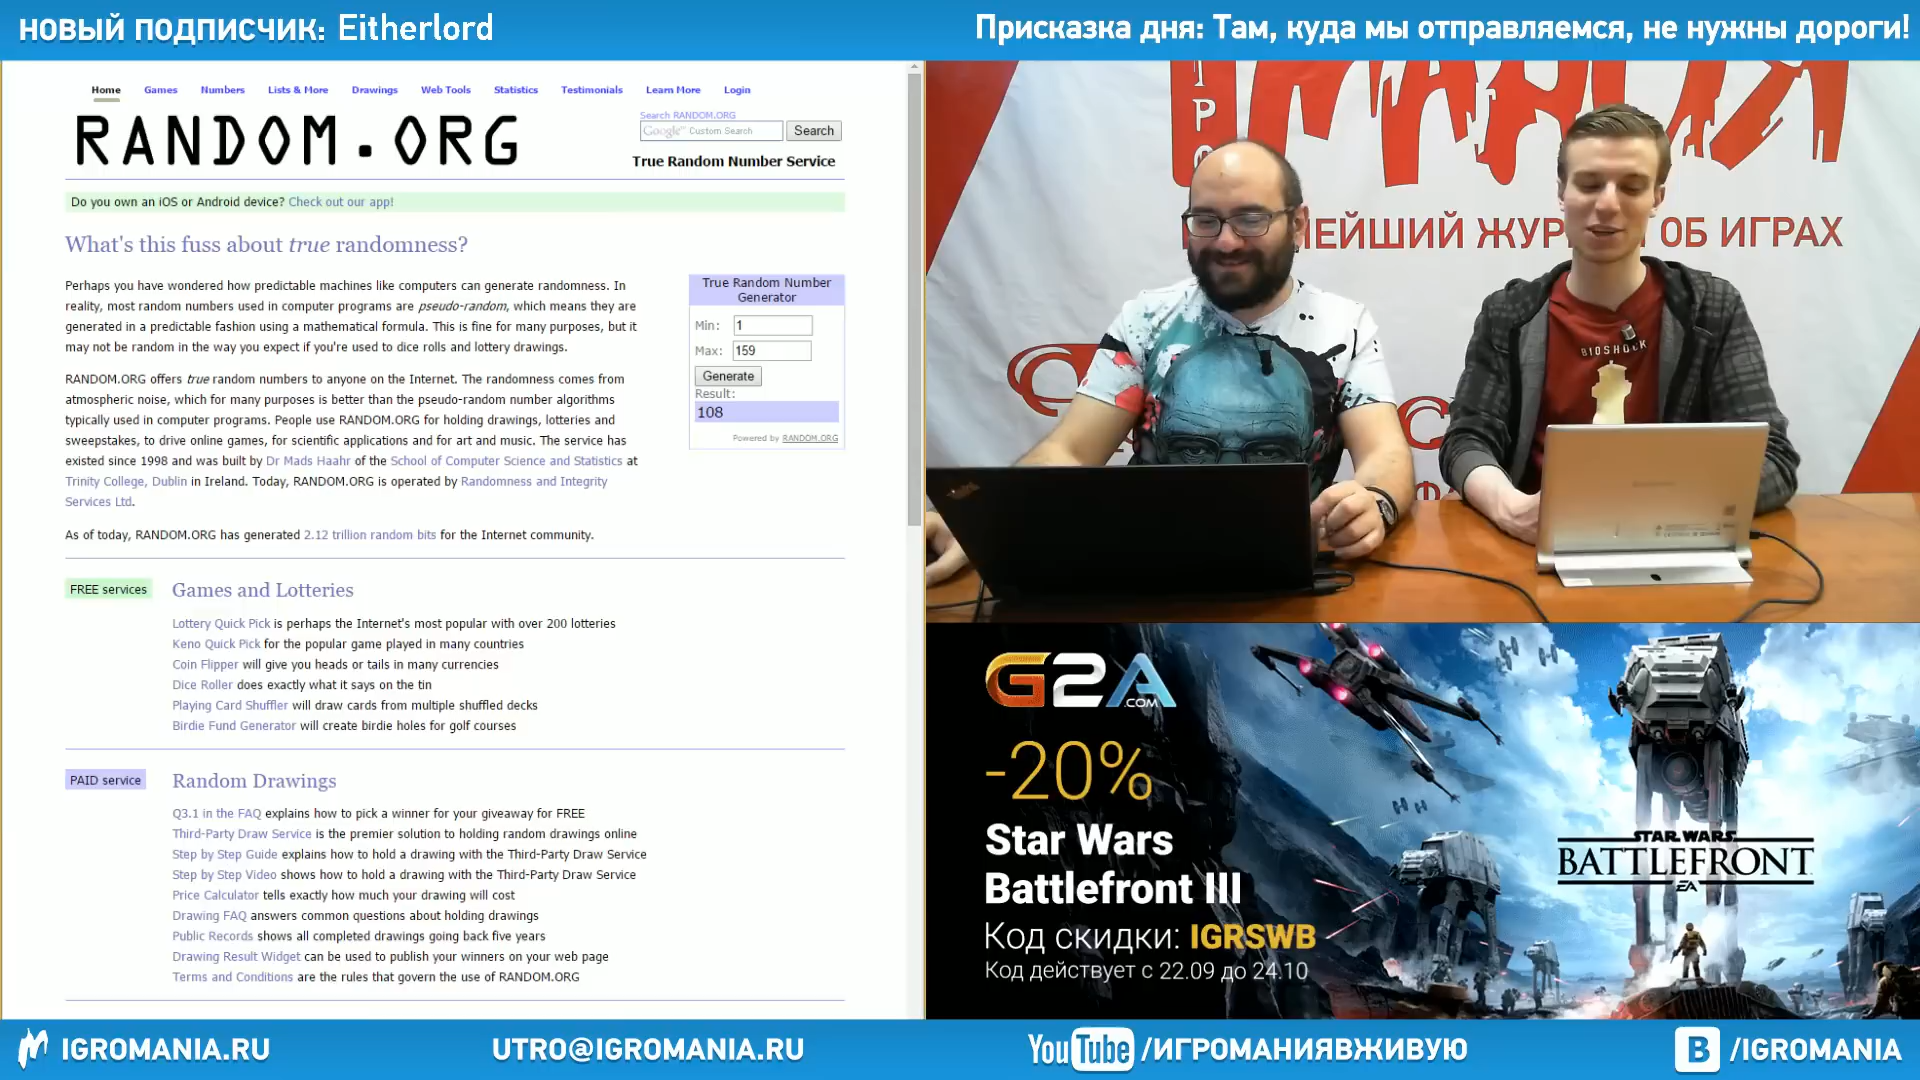 новый подписчик: Eitherlord
Присказка дня: Там, куда мы отправляемся, не нужны дороги!
Home Games Numbers Lists & More Drawings Web Tools Statistics Testimonials Learn More Login
RANDOM.ORG
Search RANDOM.ORG
Google™ Custom Search Search
True Random Number Service
Do you own an iOS or Android device? Check out our app!
What's this fuss about true randomness?
Perhaps you have wondered how predictable machines like computers can generate randomness. In
reality, most random numbers used in computer programs are pseudo-random, which means they are
generated in a predictable fashion using a mathematical formula. This is fine for many purposes, but it
may not be random in the way you expect if you're used to dice rolls and lottery drawings.
RANDOM.ORG offers true random numbers to anyone on the Internet. The randomness comes from
atmospheric noise, which for many purposes is better than the pseudo-random number algorithms
typically used in computer programs. People use RANDOM.ORG for holding drawings, lotteries and
sweepstakes, to drive online games, for scientific applications and for art and music. The service has
existed since 1998 and was built by Dr Mads Haahr of the School of Computer Science and Statistics at
Trinity College, Dublin in Ireland. Today, RANDOM.ORG is operated by Randomness and Integrity
Services Ltd.
As of today, RANDOM.ORG has generated 2.12 trillion random bits for the Internet community.
True Random Number
Generator
Min: 1
Max: 159
Generate
Result:
108
Powered by RANDOM.ORG
FREE services
Games and Lotteries
Lottery Quick Pick is perhaps the Internet's most popular with over 200 lotteries
Keno Quick Pick for the popular game played in many countries
Coin Flipper will give you heads or tails in many currencies
Dice Roller does exactly what it says on the tin
Playing Card Shuffler will draw cards from multiple shuffled decks
Birdie Fund Generator will create birdie holes for golf courses
PAID service
Random Drawings
Q3.1 in the FAQ explains how to pick a winner for your giveaway for FREE
Third-Party Draw Service is the premier solution to holding random drawings online
Step by Step Guide explains how to hold a drawing with the Third-Party Draw Service
Step by Step Video shows how to hold a drawing with the Third-Party Draw Service
Price Calculator tells exactly how much your drawing will cost
Drawing FAQ answers common questions about holding drawings
Public Records shows all completed drawings going back five years
Drawing Result Widget can be used to publish your winners on your web page
Terms and Conditions are the rules that govern the use of RANDOM.ORG
НЕЙШИЙ ЖУР ОБ ИГРАХ
BIOSHOCK
G2A
.COM
-20%
Star Wars
Battlefront III
Код скидки: IGRSWB
Код действует с 22.09 до 24.10
STAR WARS
BATTLEFRONT
EA
IGROMANIA.RU
UTRO@IGROMANIA.RU
YouTube /ИГРОМАНИЯВЖИВУЮ
B /IGROMANIA